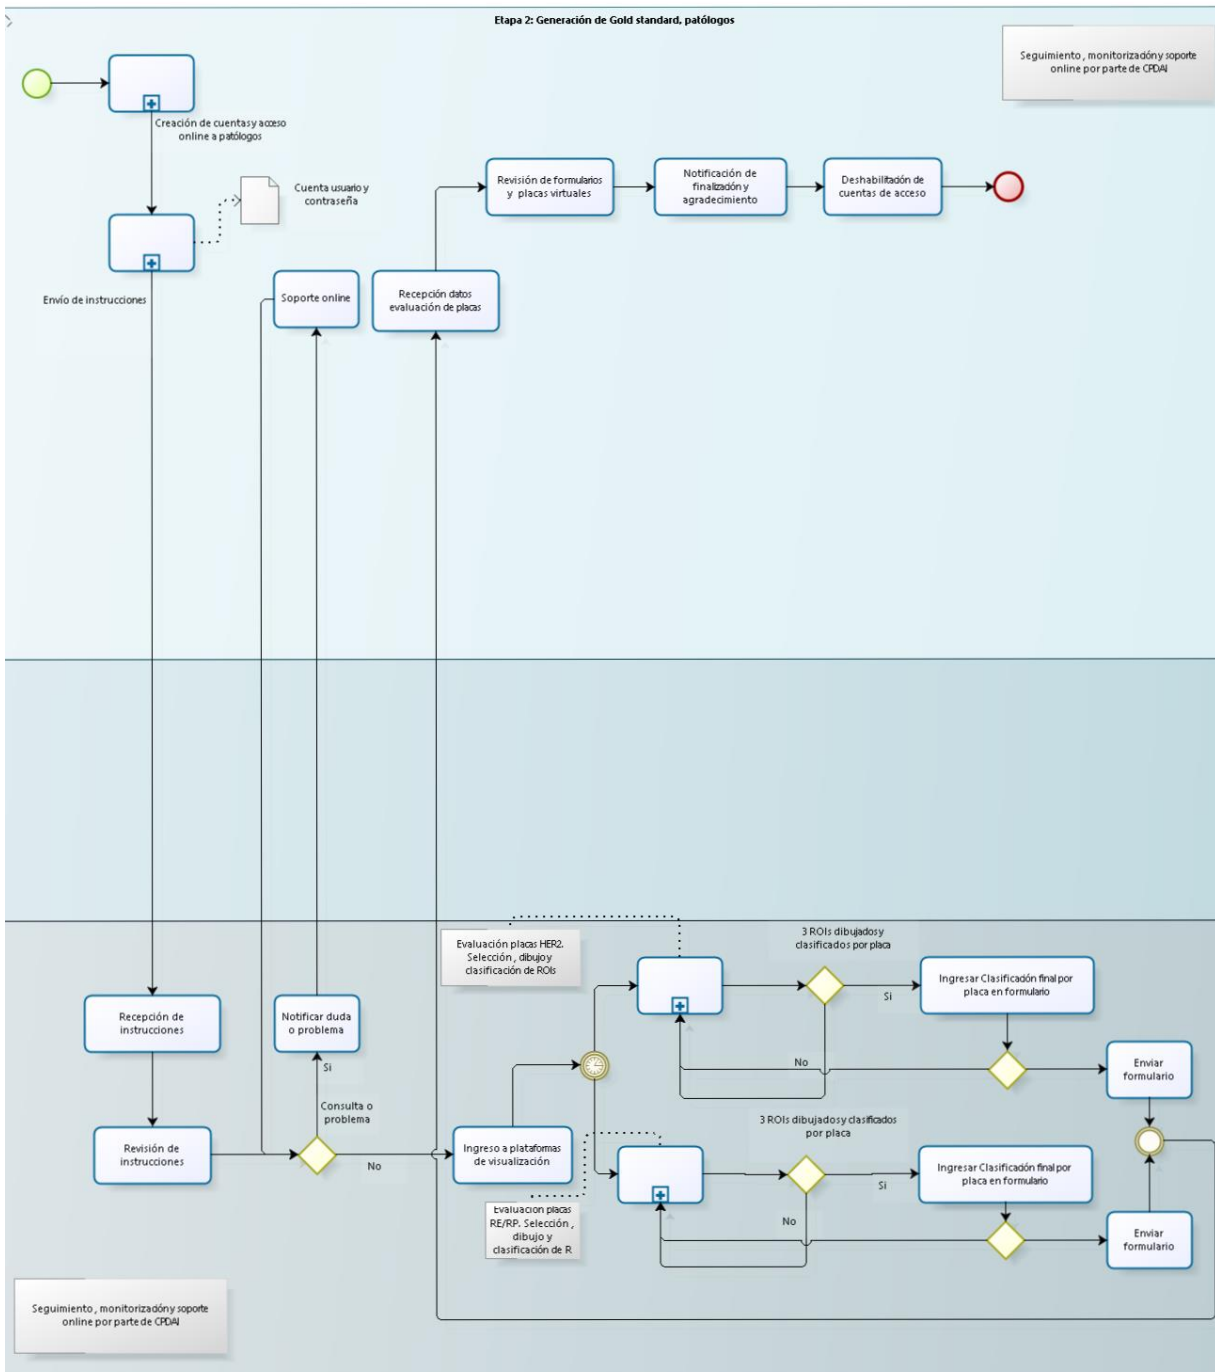 Etapa 2: Generación de Gold standard, patólogos
Seguimiento, monitorización y soporte
online por parte de CPDAI
Creación de cuentas y acceso
online a patólogos
Cuenta usuario y
contraseña
Envío de instrucciones
Revisión de formularios
y placas virtuales
Notificación de
finalización y
agradecimiento
Deshabilitación de
cuentas de acceso
Soporte online
Recepción datos
evaluación de placas
Evaluación placas HER2.
Selección, dibujo y
clasificación de ROIs
3 ROIs dibujados y
clasificados por placa
Ingresar Clasificación final por
placa en formulario
Si
No
Recepción de
instrucciones
Notificar duda
o problema
Si
Consulta o
problema
Enviar
formulario
Revisión de
instrucciones
No
Ingreso a plataformas
de visualización
3 ROIs dibujados y clasificados
por placa
Ingresar Clasificación final por
placa en formulario
Si
No
Evaluación placas
RE/RP. Selección,
dibujo y
clasificación de R
Enviar
formulario
Seguimiento, monitorización y soporte
online por parte de CPDAI